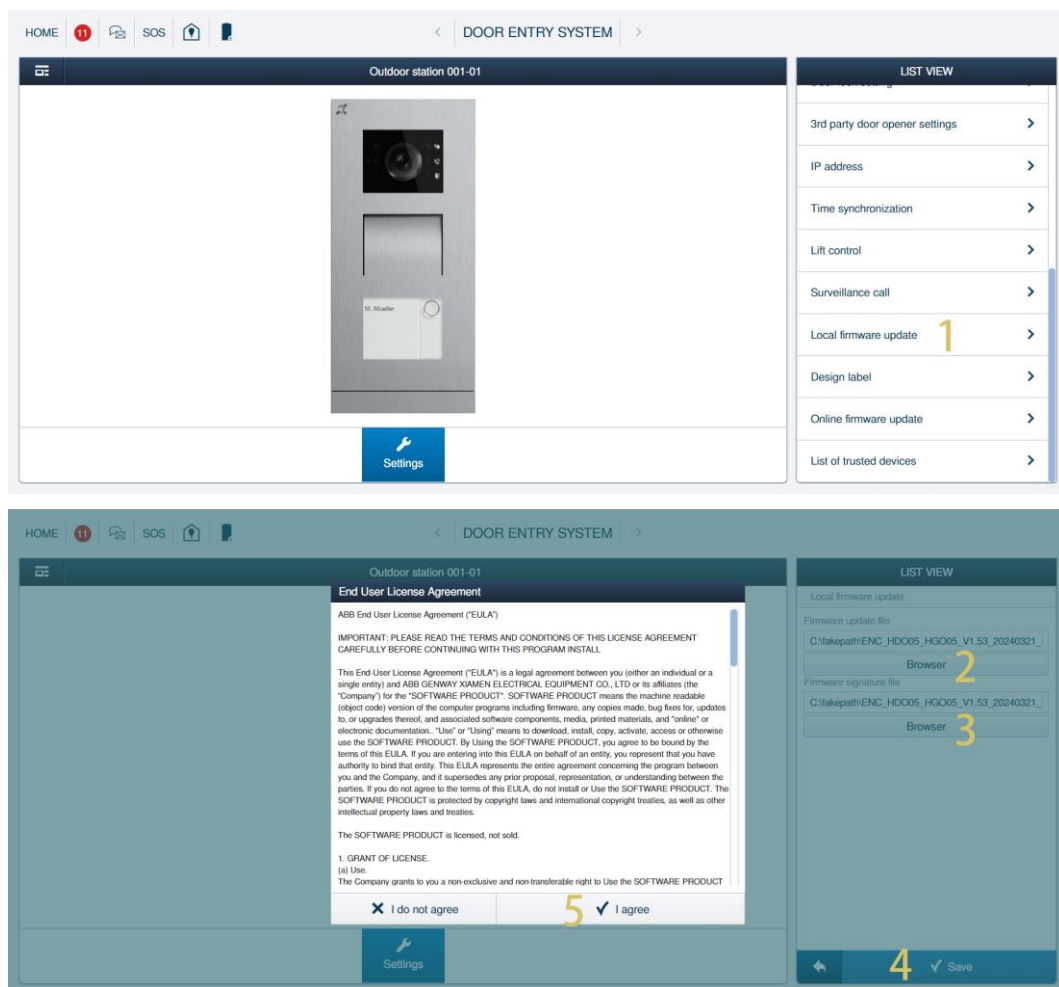 HOME 11 SOS < DOOR ENTRY SYSTEM >
Outdoor station 001-01
LIST VIEW
3rd party door opener settings
IP address
Time synchronization
Lift control
Surveillance call
Local firmware update 1
Design label
Online firmware update
List of trusted devices
M. Mueller
Settings
HOME 11 SOS < DOOR ENTRY SYSTEM >
Outdoor station 001-01
End User License Agreement
ABB End User License Agreement ("EULA")
IMPORTANT: PLEASE READ THE TERMS AND CONDITIONS OF THIS LICENSE AGREEMENT
CAREFULLY BEFORE CONTINUING WITH THIS PROGRAM INSTALL
This End-User License Agreement ("EULA") is a legal agreement between you (either an individual or a
single entity) and ABB GENWAY XIAMEN ELECTRICAL EQUIPMENT CO., LTD or its affiliates (the
"Company") for the "SOFTWARE PRODUCT". SOFTWARE PRODUCT means the machine readable
(object code) version of the computer programs including firmware, any copies made, bug fixes for, updates
to, or upgrades thereof, and associated software components, media, printed materials, and "online" or
electronic documentation.. "Use" or "Using" means to download, install, copy, activate, access or otherwise
use the SOFTWARE PRODUCT. By Using the SOFTWARE PRODUCT, you agree to be bound by the
terms of this EULA. If you are entering into this EULA on behalf of an entity, you represent that you have
authority to bind that entity. This EULA represents the entire agreement concerning the program between
you and the Company, and it supersedes any prior proposal, representation, or understanding between the
parties. If you do not agree to the terms of this EULA, do not install or Use the SOFTWARE PRODUCT. The
SOFTWARE PRODUCT is protected by copyright laws and international copyright treaties, as well as other
intellectual property laws and treaties.
The SOFTWARE PRODUCT is licensed, not sold.
1. GRANT OF LICENSE.
(a) Use.
The Company grants to you a non-exclusive and non-transferable right to Use the SOFTWARE PRODUCT
I do not agree 5 I agree
Settings
LIST VIEW
Local firmware update
Firmware update file
C:\fakepath\ENC_HDO05_HGO05_V1.53_20240321_
Browser 2
Firmware signature file
C:\fakepath\ENC_HDO05_HGO05_V1.53_20240321_
Browser 3
4 Save